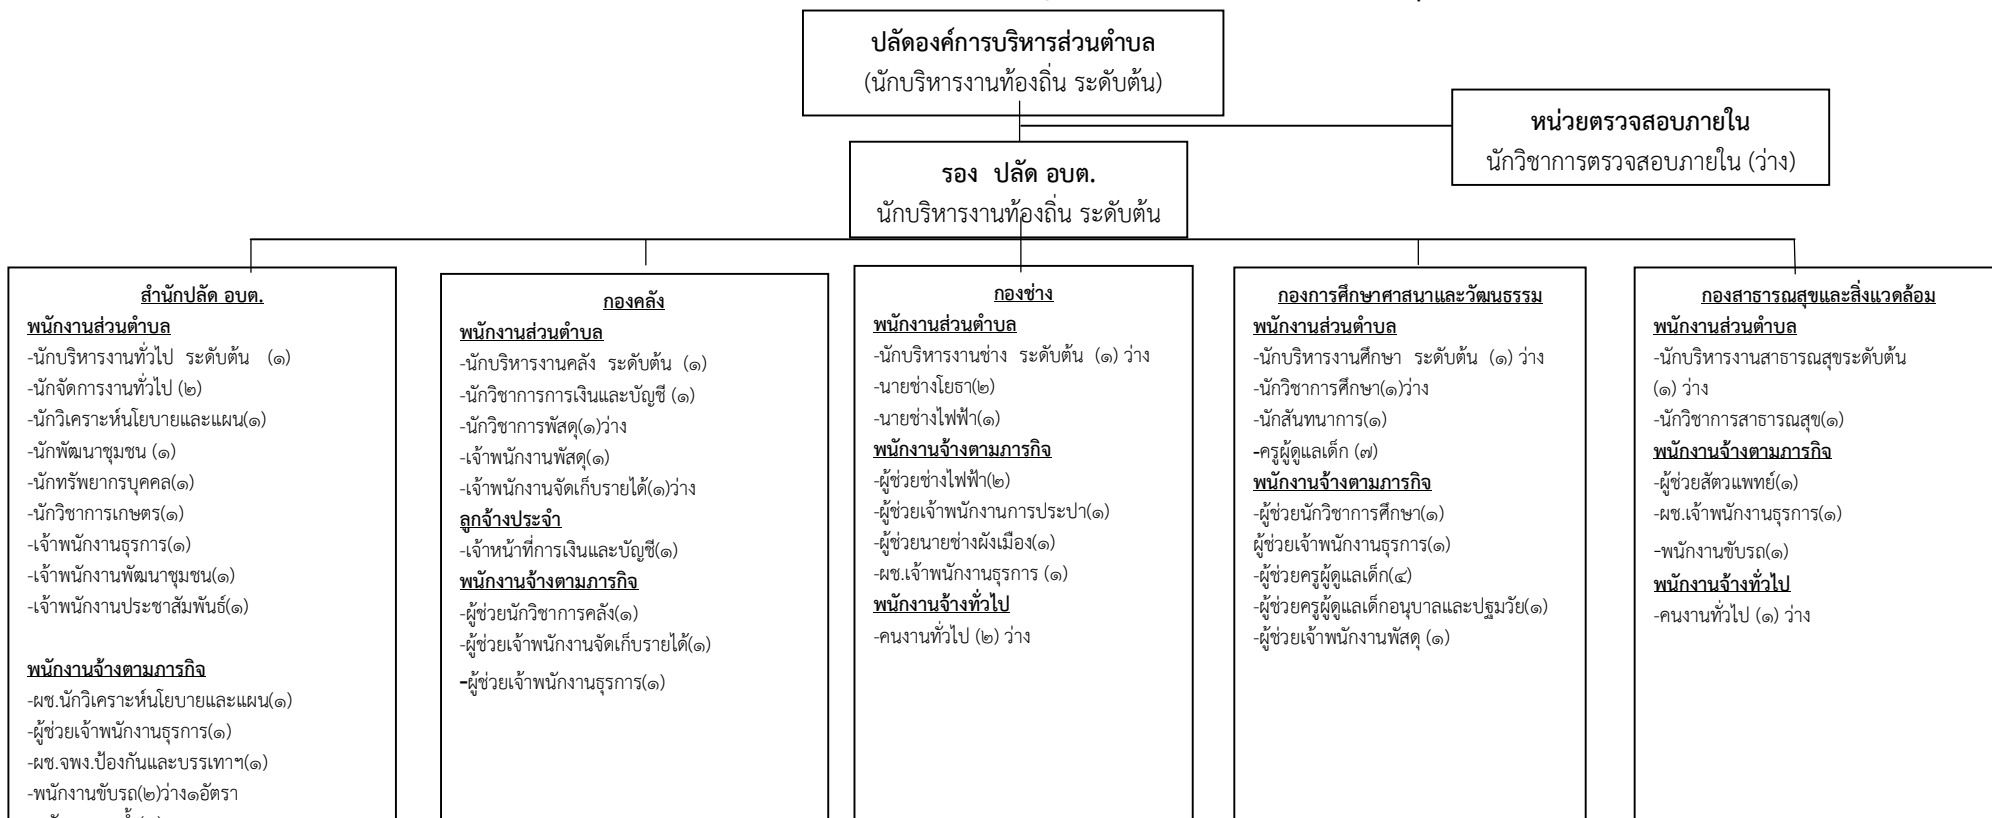 ปลัดองค์การบริหารส่วนตำบล
(นักบริหารงานท้องถิ่น ระดับต้น)
หน่วยตรวจสอบภายใน
นักวิชาการตรวจสอบภายใน (ว่าง)
รอง ปลัด อบต.
นักบริหารงานท้องถิ่น ระดับต้น
สำนักปลัด อบต.
พนักงานส่วนตำบล
-นักบริหารงานทั่วไป ระดับต้น (๑)
-นักจัดการงานทั่วไป (๒)
-นักวิเคราะห์นโยบายและแผน(๑)
-นักพัฒนาชุมชน (๑)
-นักทรัพยากรบุคคล(๑)
-นักวิชาการเกษตร(๑)
-เจ้าพนักงานธุรการ(๑)
-เจ้าพนักงานพัฒนาชุมชน(๑)
-เจ้าพนักงานประชาสัมพันธ์(๑)
พนักงานจ้างตามภารกิจ
-ผช.นักวิเคราะห์นโยบายและแผน(๑)
-ผู้ช่วยเจ้าพนักงานธุรการ(๑)
-ผช.จพง.ป้องกันและบรรเทาฯ(๑)
-พนักงานขับรถ(๒)ว่าง๑อัตรา
กองคลัง
พนักงานส่วนตำบล
-นักบริหารงานคลัง ระดับต้น (๑)
-นักวิชาการการเงินและบัญชี (๑)
-นักวิชาการพัสดุ(๑)ว่าง
-เจ้าพนักงานพัสดุ(๑)
-เจ้าพนักงานจัดเก็บรายได้(๑)ว่าง
ลูกจ้างประจำ
-เจ้าหน้าที่การเงินและบัญชี(๑)
พนักงานจ้างตามภารกิจ
-ผู้ช่วยนักวิชาการคลัง(๑)
-ผู้ช่วยเจ้าพนักงานจัดเก็บรายได้(๑)
-ผู้ช่วยเจ้าพนักงานธุรการ(๑)
กองช่าง
พนักงานส่วนตำบล
-นักบริหารงานช่าง ระดับต้น (๑) ว่าง
-นายช่างโยธา(๒)
-นายช่างไฟฟ้า(๑)
พนักงานจ้างตามภารกิจ
-ผู้ช่วยช่างไฟฟ้า(๒)
-ผู้ช่วยเจ้าพนักงานการประปา(๑)
-ผู้ช่วยนายช่างผังเมือง(๑)
-ผช.เจ้าพนักงานธุรการ (๑)
พนักงานจ้างทั่วไป
-คนงานทั่วไป (๒) ว่าง
กองการศึกษาศาสนาและวัฒนธรรม
พนักงานส่วนตำบล
-นักบริหารงานศึกษา ระดับต้น (๑) ว่าง
-นักวิชาการศึกษา(๑)ว่าง
-นักสันทนาการ(๑)
-ครูผู้ดูแลเด็ก (๗)
พนักงานจ้างตามภารกิจ
-ผู้ช่วยนักวิชาการศึกษา(๑)
ผู้ช่วยเจ้าพนักงานธุรการ(๑)
-ผู้ช่วยครูผู้ดูแลเด็ก(๔)
-ผู้ช่วยครูผู้ดูแลเด็กอนุบาลและปฐมวัย(๑)
-ผู้ช่วยเจ้าพนักงานพัสดุ (๑)
กองสาธารณสุขและสิ่งแวดล้อม
พนักงานส่วนตำบล
-นักบริหารงานสาธารณสุขระดับต้น
(๑) ว่าง
-นักวิชาการสาธารณสุข(๑)
พนักงานจ้างตามภารกิจ
-ผู้ช่วยสัตวแพทย์(๑)
-ผช.เจ้าพนักงานธุรการ(๑)
-พนักงานขับรถ(๑)
พนักงานจ้างทั่วไป
-คนงานทั่วไป (๑) ว่าง